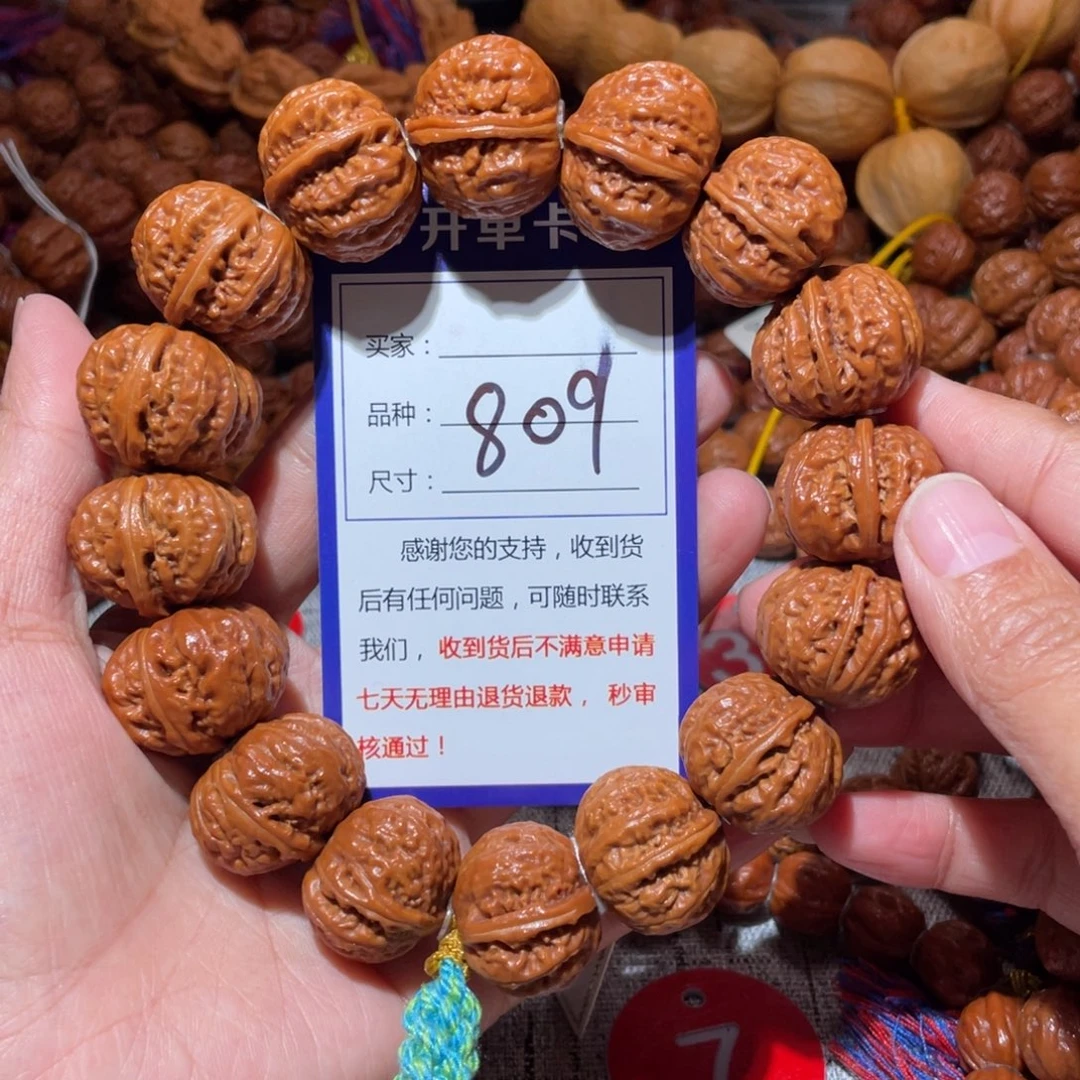 开单卡
买家：
品种：809
尺寸：
感谢您的支持，收到货
后有任何问题，可随时联系
我们，收到货后不满意申请
七天无理由退货退款， 秒审
核通过！
3
7